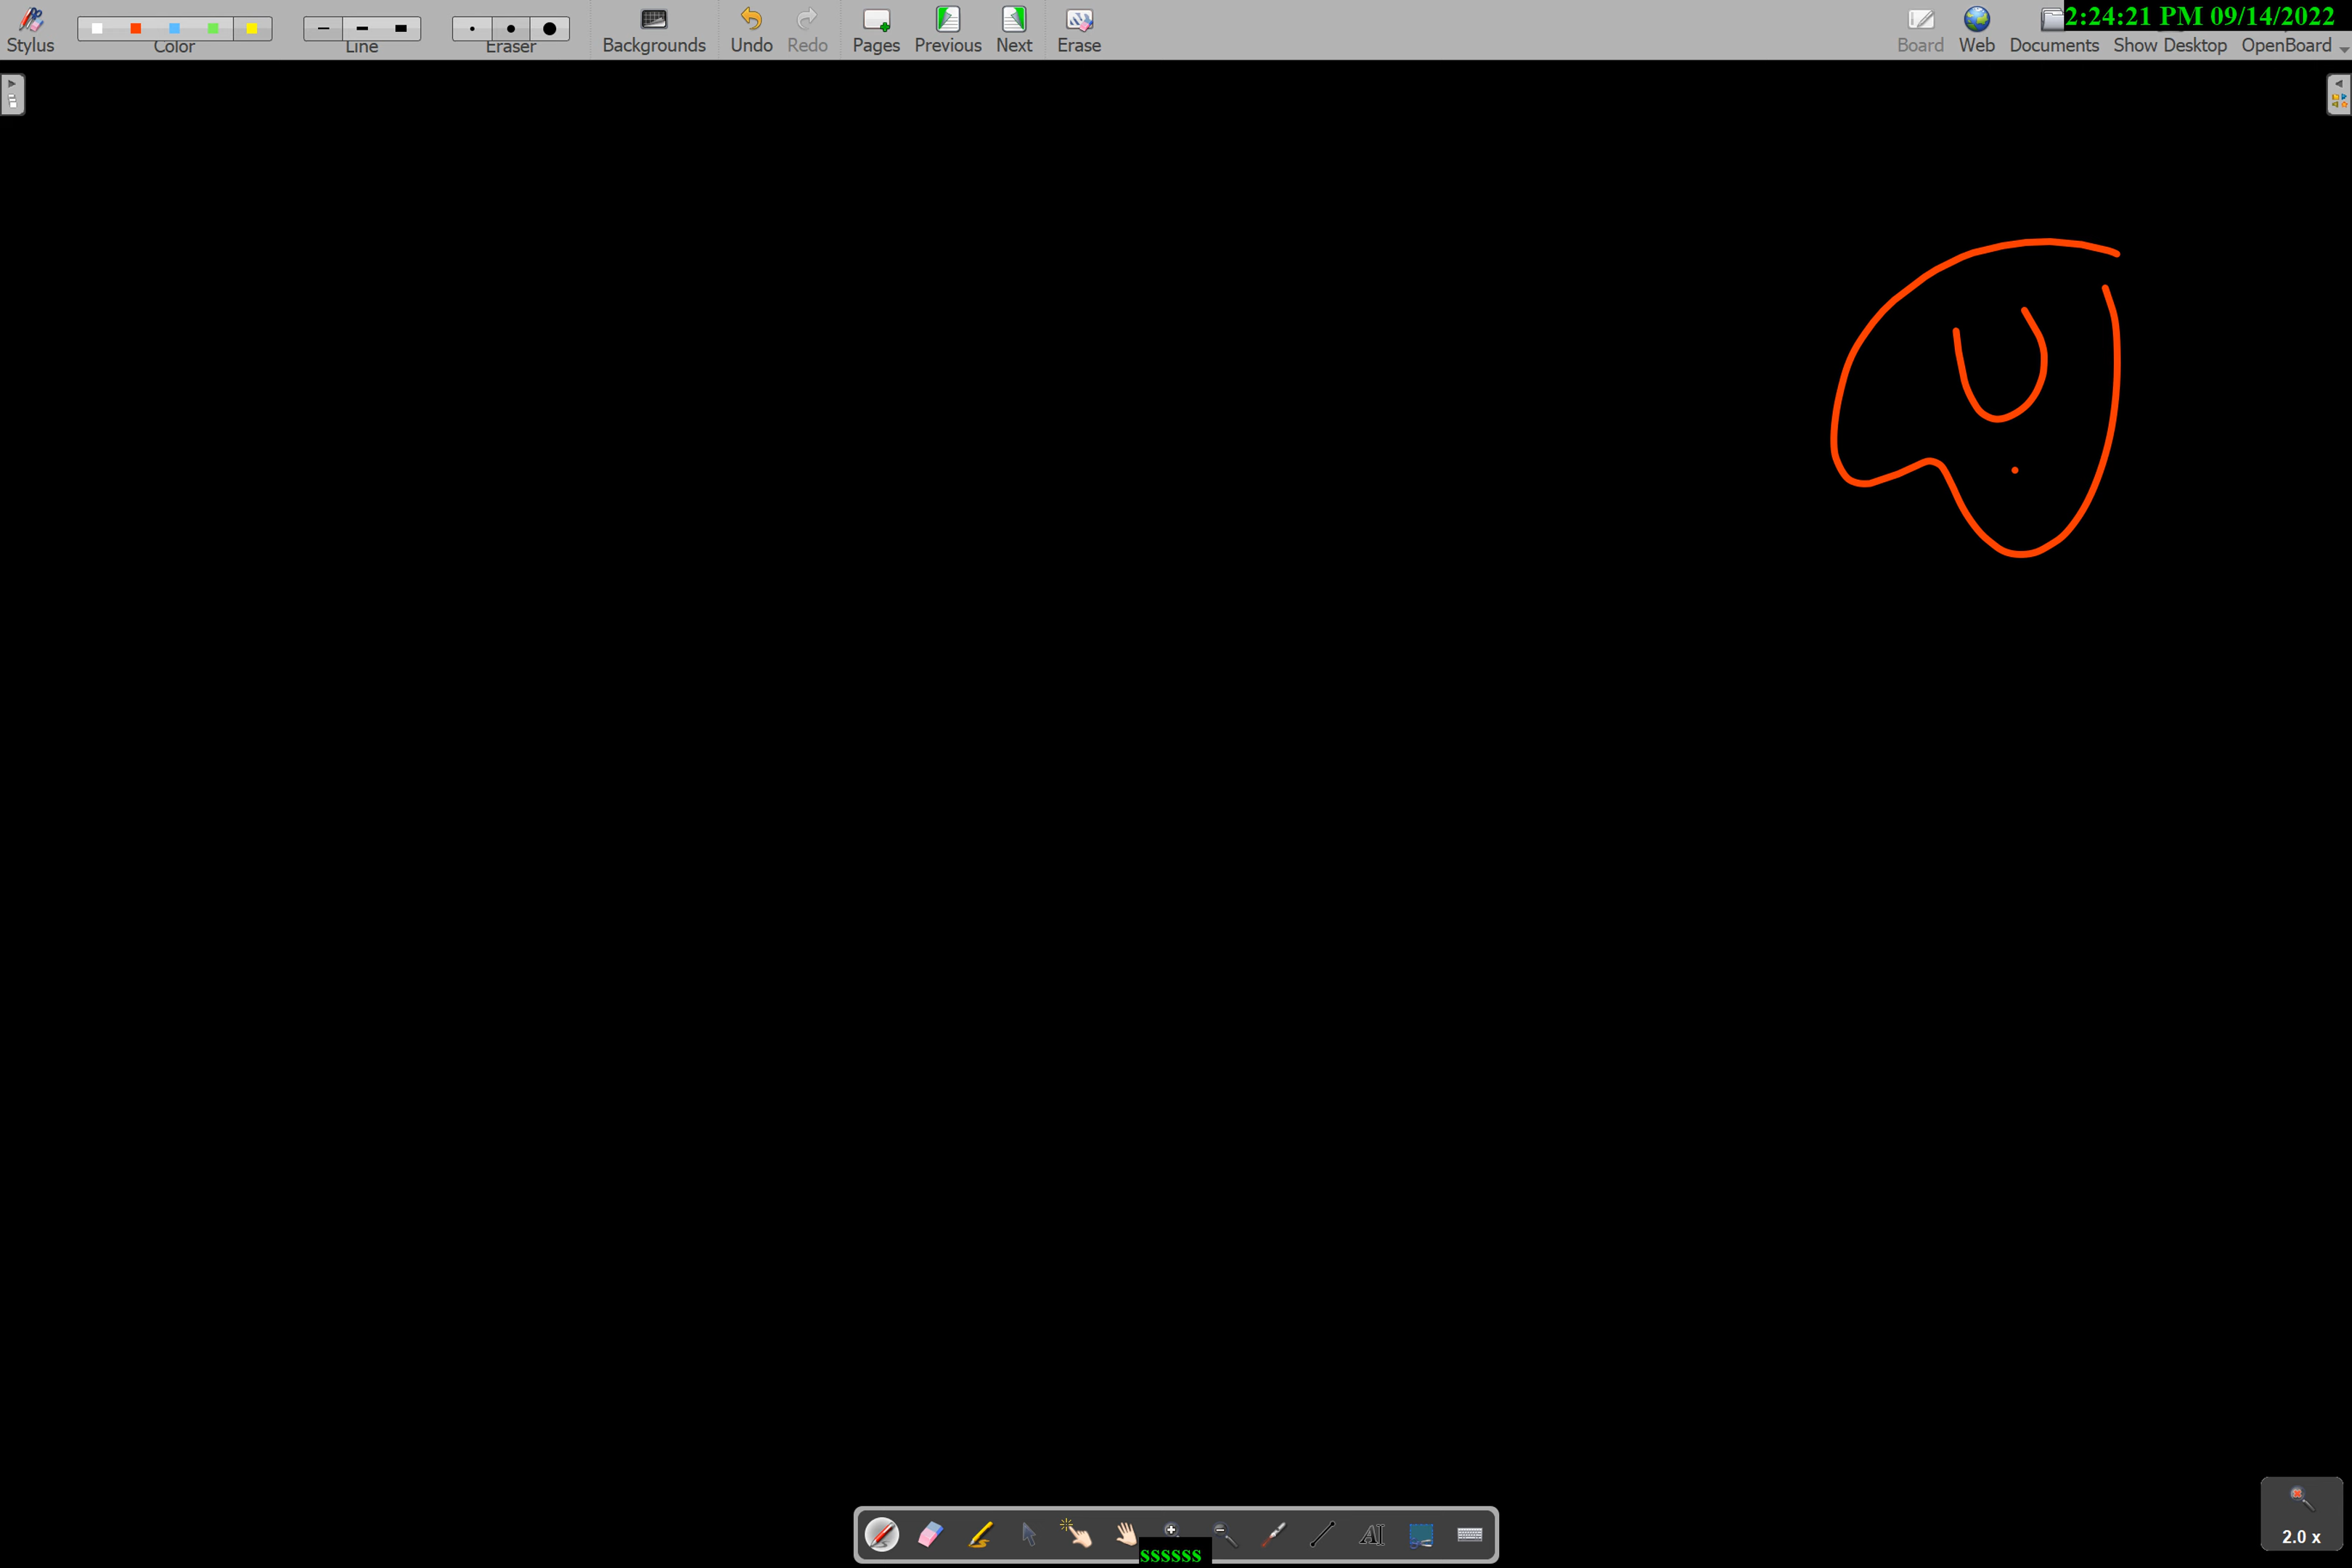 2:24:21 PM 09/14/2022
Stylus Color Line Eraser Backgrounds Undo Redo Pages Previous Next Erase Board Web Documents Show Desktop OpenBoard
AI
ssssss
2.0 x